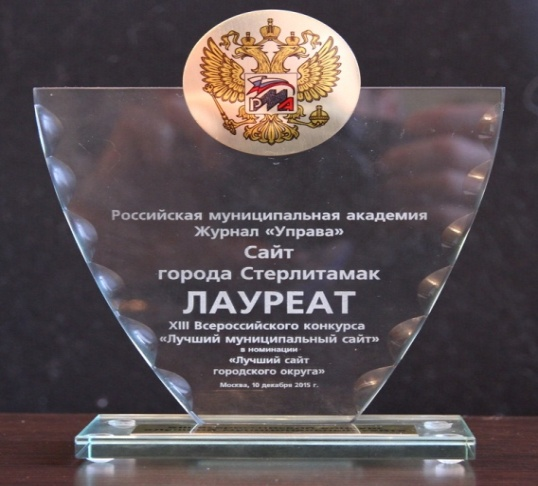 РМА
Российская муниципальная академия
Журнал «Управа»
Сайт
города Стерлитамак
ЛАУРЕАТ
XIII Всероссийского конкурса
«Лучший муниципальный сайт»
в номинации
«Лучший сайт
городского округа»
Москва, 10 декабря 2015 г.